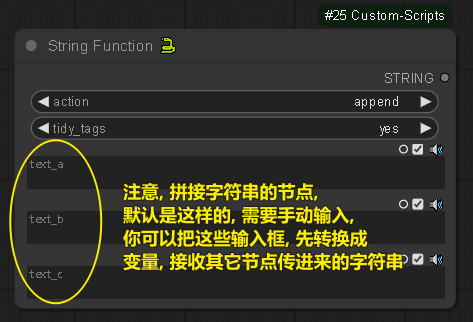 #25 Custom-Scripts
String Function
STRING
action append
tidy_tags yes
text_a
text_b
text_c
注意, 拼接字符串的节点,
默认是这样的, 需要手动输入,
你可以把这些输入框, 先转换成
变量, 接收其它节点传进来的字符串